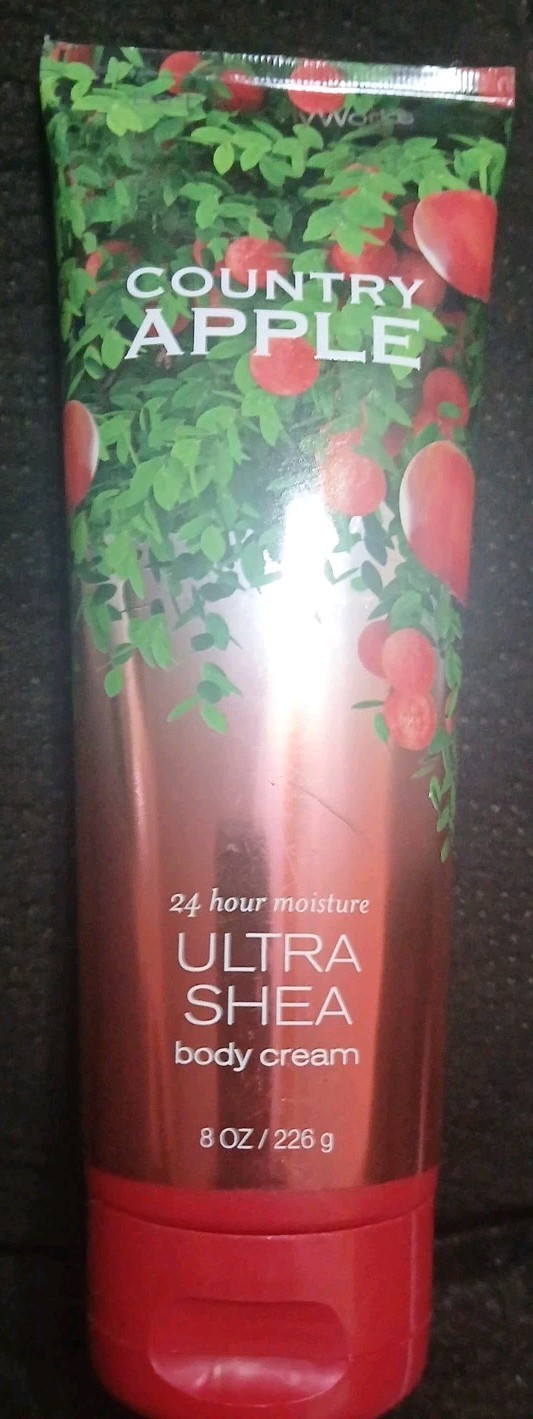 COUNTRY
APPLE
24 hour moisture
ULTRA
SHEA
body cream
8 OZ / 226 g